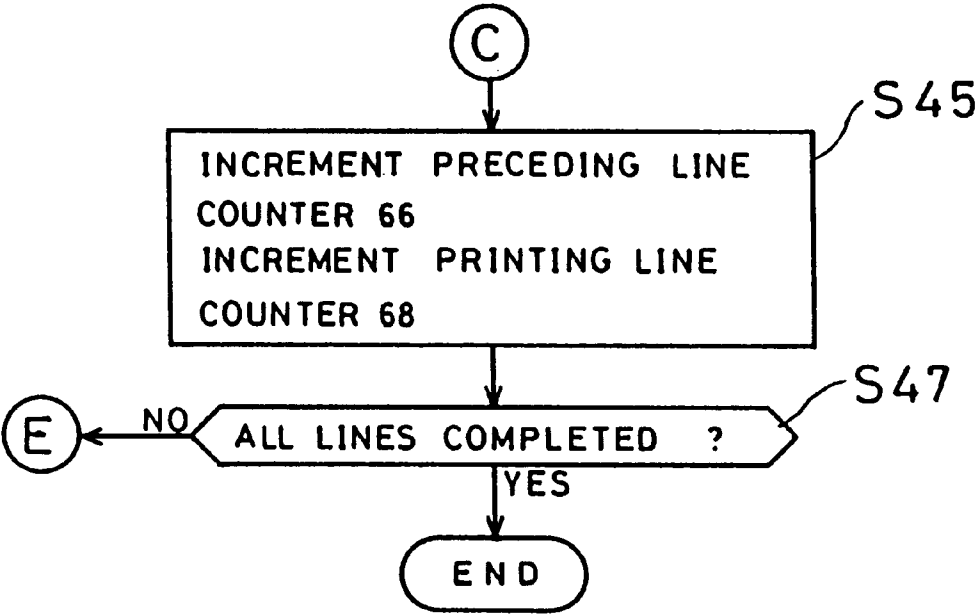 C
S45
INCREMENT PRECEDING LINE
COUNTER 66
INCREMENT PRINTING LINE
COUNTER 68
S47
E
NO
ALL LINES COMPLETED ?
YES
END